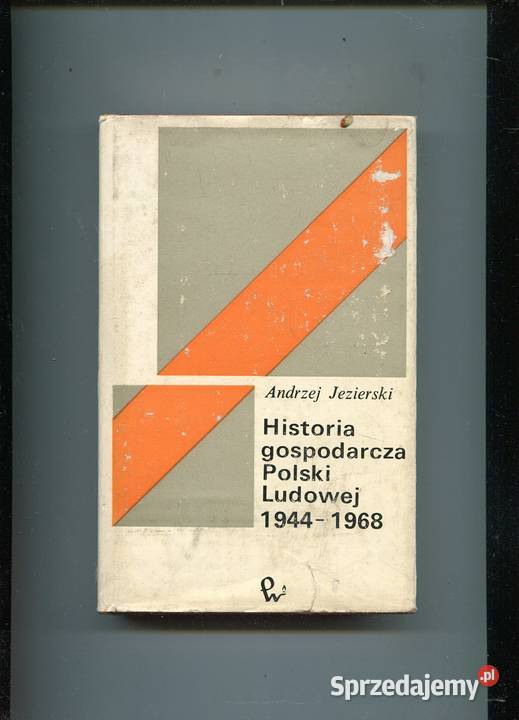 Andrzej Jezierski
Historia
gospodarcza
Polski
Ludowej
1944-1968
Sprzedajemy.pl